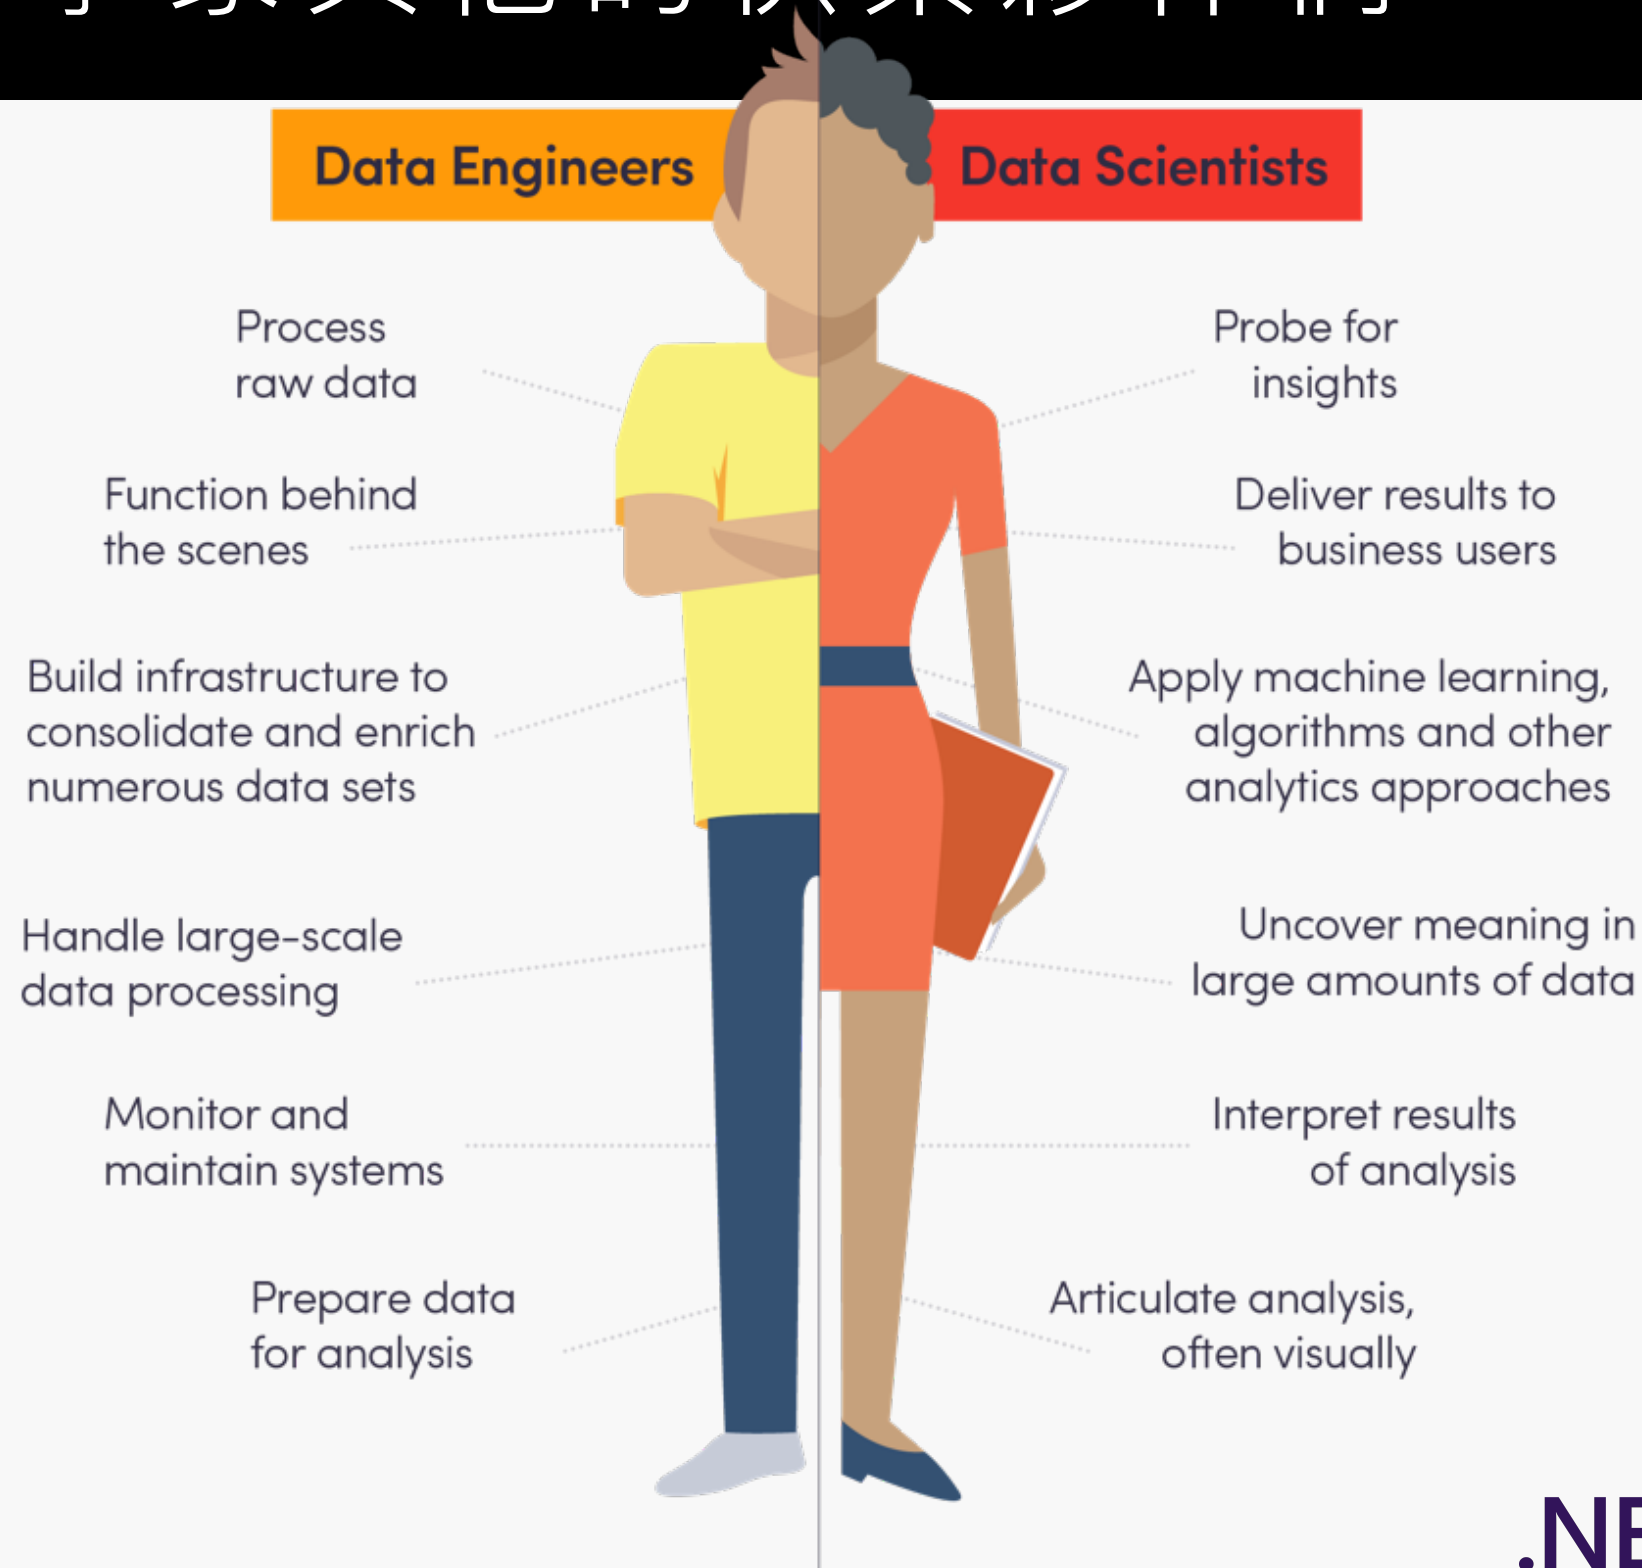 Data Engineers
Process
raw data
Function behind
the scenes
Build infrastructure to
consolidate and enrich
numerous data sets
Handle large-scale
data processing
Monitor and
maintain systems
Prepare data
for analysis
Data Scientists
Probe for
insights
Deliver results to
business users
Apply machine learning,
algorithms and other
analytics approaches
Uncover meaning in
large amounts of data
Interpret results
of analysis
Articulate analysis,
often visually
.NE